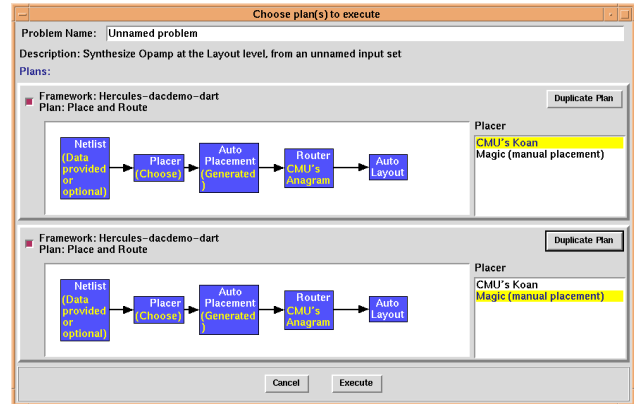 Choose plan(s) to execute
Problem Name: Unnamed problem
Description: Synthesize Opamp at the Layout level, from an unnamed input set
Plans:
Framework: Hercules-dacdemo-dart
Plan: Place and Route
Duplicate Plan
Netlist
(Data
provided
or
optional)
Placer
(Choose)
Auto
Placement
(Generated
)
Router
CMU's
Anagram
Auto
Layout
Placer
CMU's Koan
Magic (manual placement)
Framework: Hercules-dacdemo-dart
Plan: Place and Route
Duplicate Plan
Netlist
(Data
provided
or
optional)
Placer
(Choose)
Auto
Placement
(Generated
)
Router
CMU's
Anagram
Auto
Layout
Placer
CMU's Koan
Magic (manual placement)
Cancel
Execute